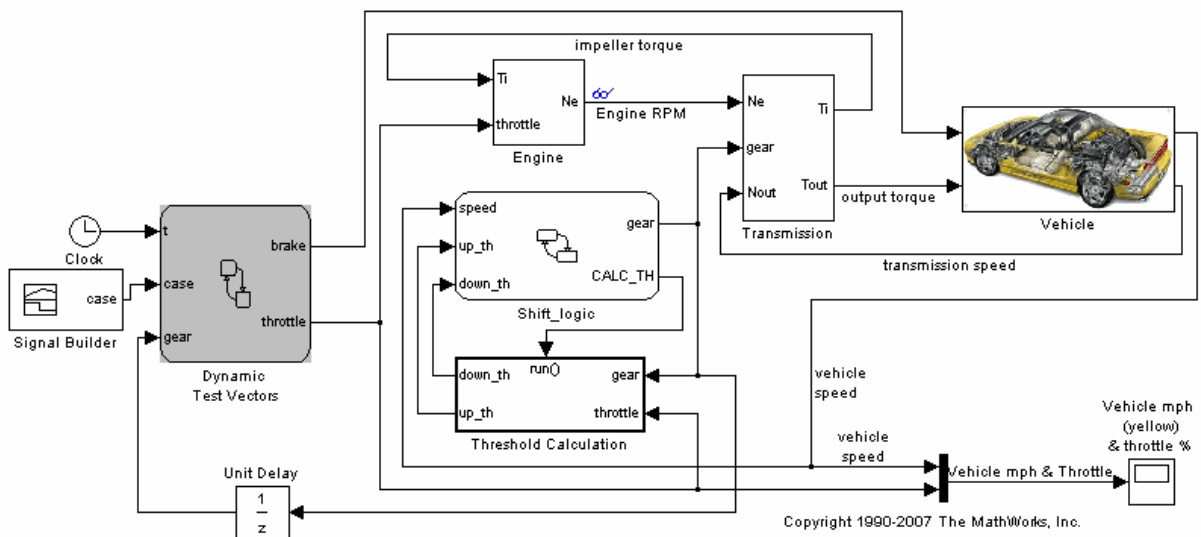 impeller torque
Ti
Ne
throttle
Engine
Engine RPM
Ne
gear
Nout
Ti
Tout
Transmission
output torque
Vehicle
transmission speed
Clock
case
Signal Builder
t
case
gear
brake
throttle
Dynamic
Test Vectors
speed
up_th
down_th
gear
CALC_TH
Shift_logic
run()
down_th
up_th
gear
throttle
Threshold Calculation
vehicle
speed
vehicle
speed
Vehicle mph & Throttle
Vehicle mph
(yellow)
& throttle %
Unit Delay
1
z
Copyright 1990-2007 The MathWorks, Inc.